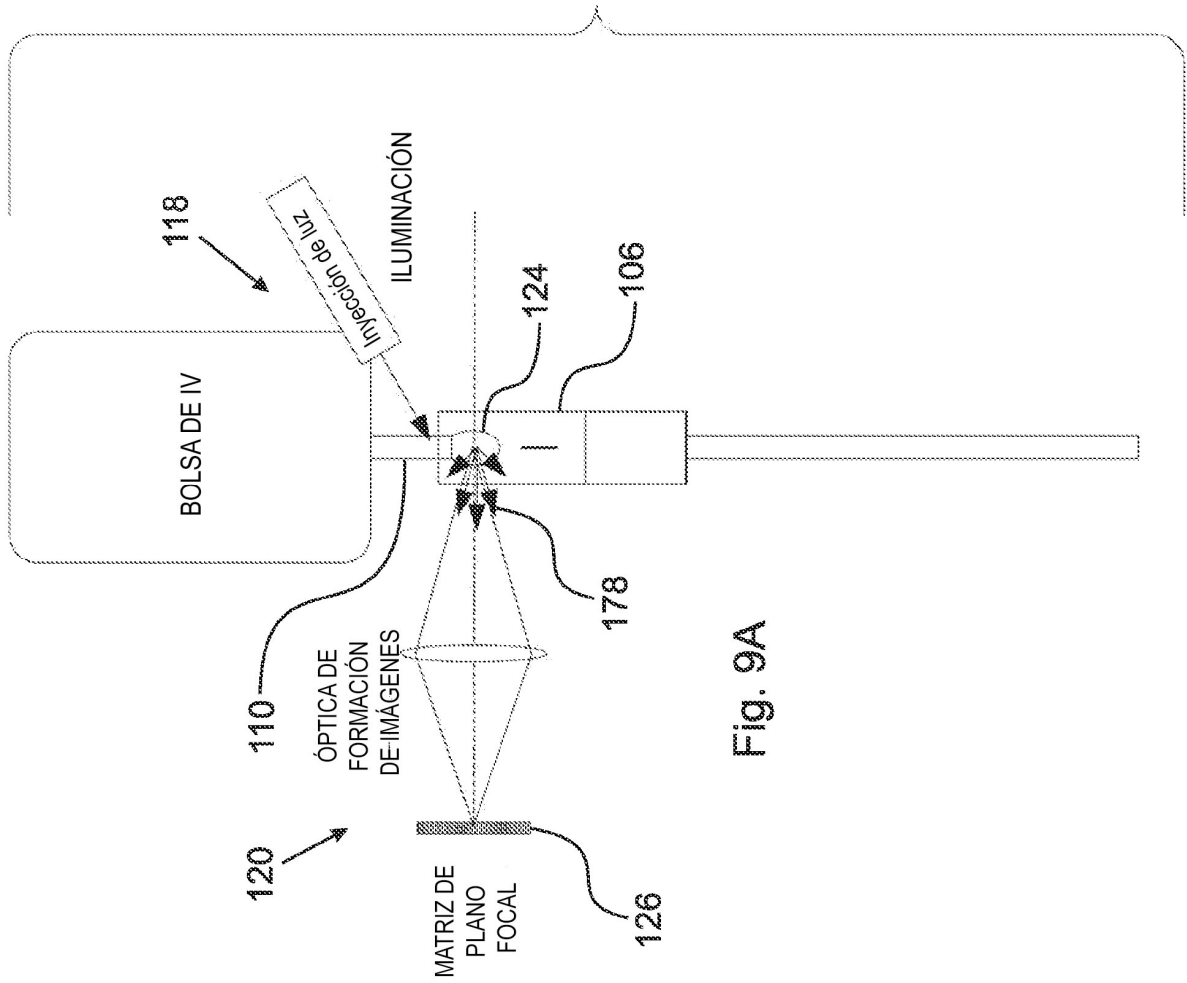 BOLSA DE IV
118
Inyección de luz
ILUMINACIÓN
110
124
106
ÓPTICA DE
FORMACIÓN
DE IMÁGENES
178
120
MATRIZ DE
PLANO
FOCAL
126
Fig. 9A